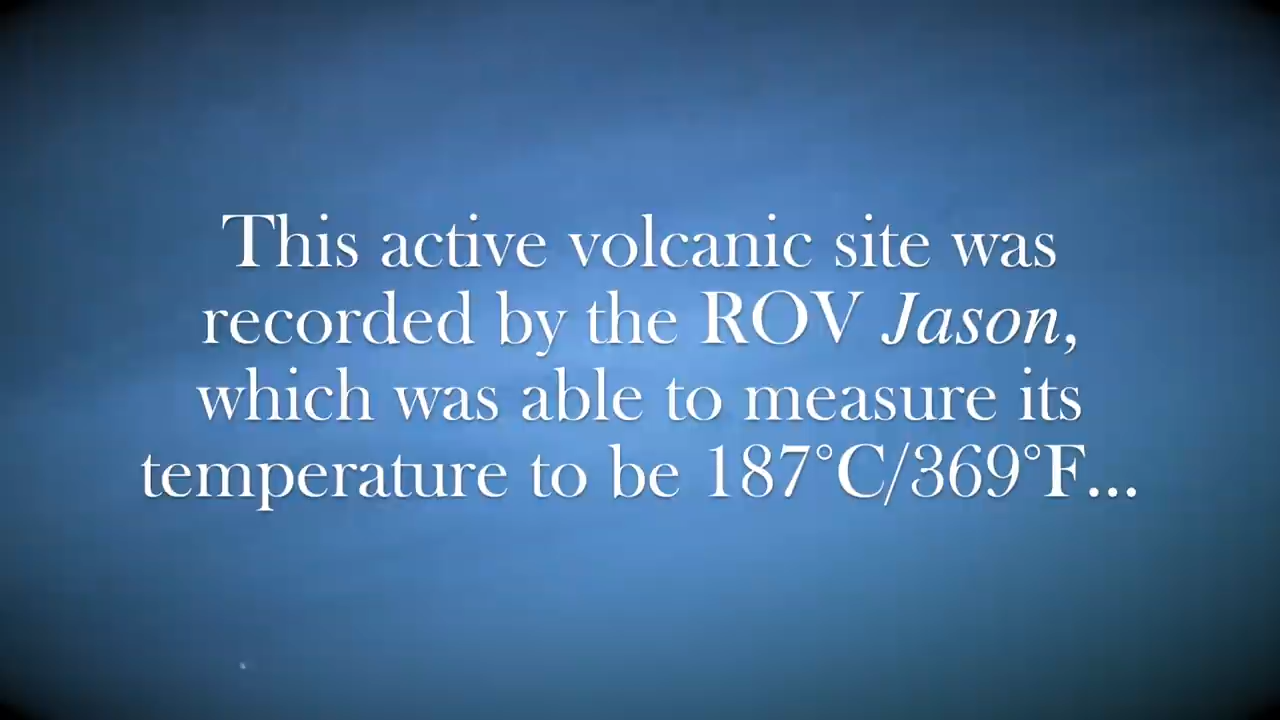 This active volcanic site was
recorded by the ROV Jason,
which was able to measure its
temperature to be 187°C/369°F...